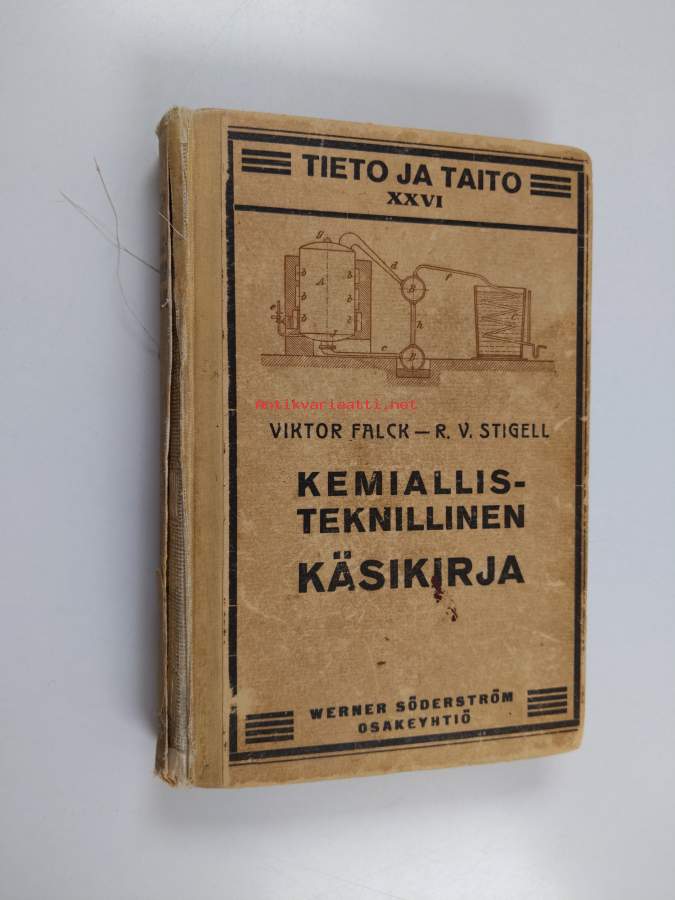 TIETO JA TAITO
XXVI
Antikvariaatti.net
VIKTOR FALCK — R. V. STIGELL
KEMIALLIS-
TEKNILLINEN
KÄSIKIRJA
WERNER SÖDERSTRÖM
OSAKEYHTIÖ